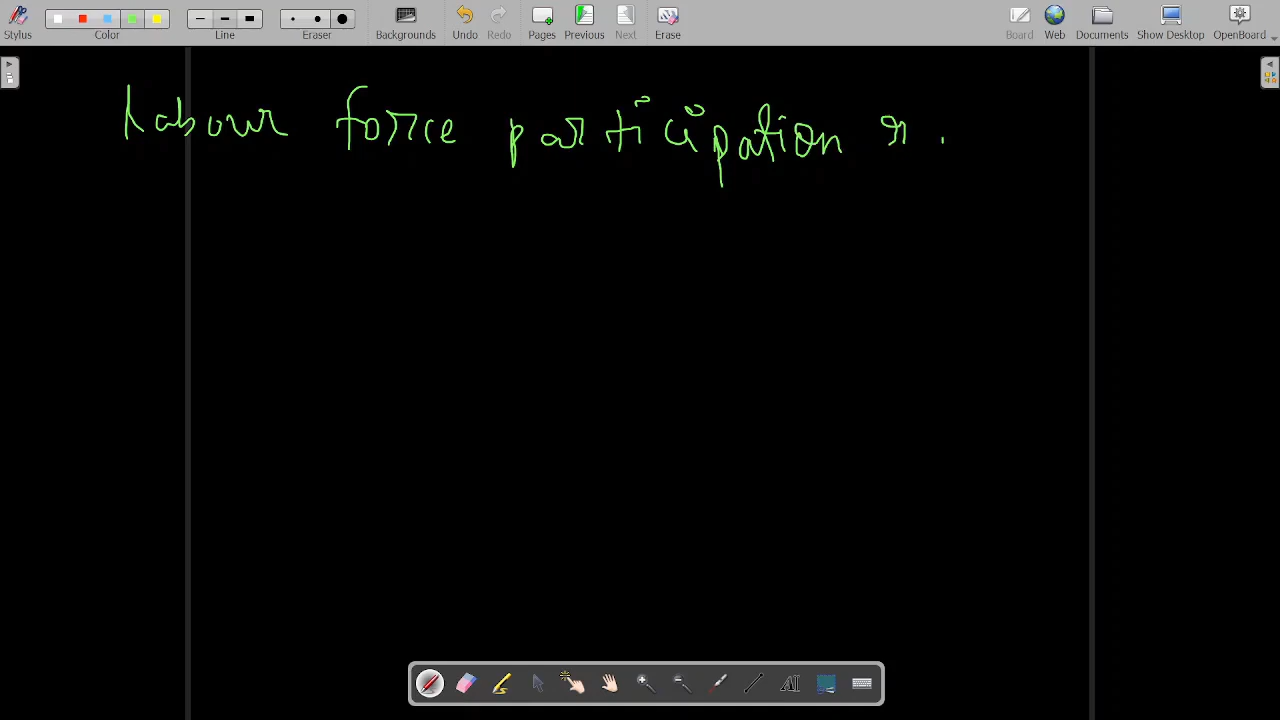 Stylus
Color
Line
Eraser
Backgrounds
Undo
Redo
Pages
Previous
Next
Erase
Board
Web
Documents
Show Desktop
OpenBoard
Labour force participation r
AI